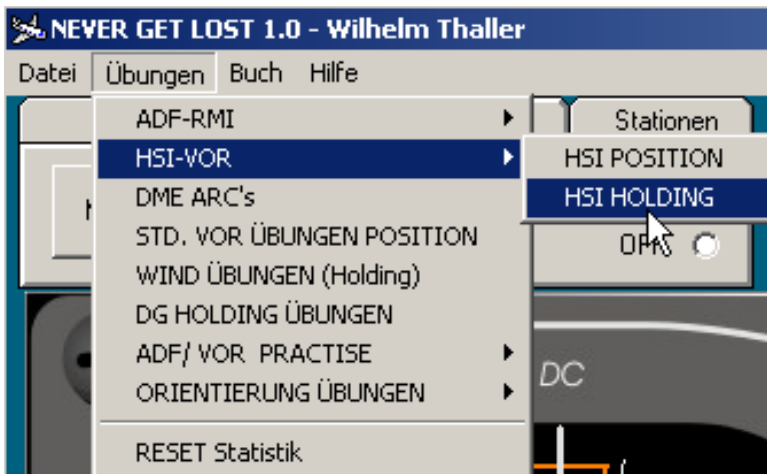 NEVER GET LOST 1.0 - Wilhelm Thaller
Datei Übungen Buch Hilfe
Stationen
ADF-RMI
HSI-VOR
DME ARC's
STD. VOR ÜBUNGEN POSITION
WIND ÜBUNGEN (Holding)
DG HOLDING ÜBUNGEN
ADF/ VOR PRACTISE
ORIENTIERUNG ÜBUNGEN
RESET Statistik
HSI POSITION
HSI HOLDING
DC